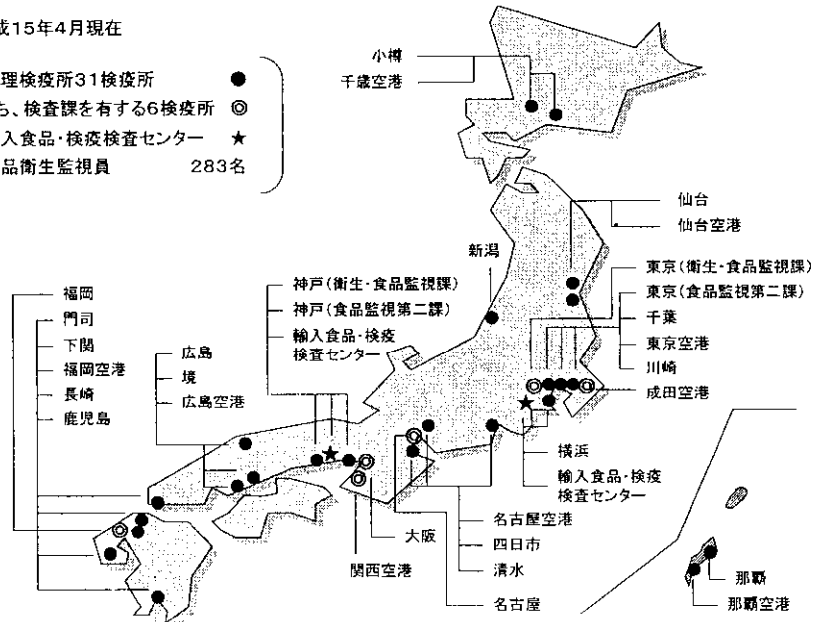 成15年4月現在
理検疫所31検疫所 ●
ち、検査課を有する6検疫所 ◎
入食品・検疫検査センター ★
品衛生監視員 283名
小樽
千歳空港
仙台
仙台空港
新潟
東京(衛生・食品監視課)
東京(食品監視第二課)
千葉
東京空港
川崎
成田空港
神戸(衛生・食品監視課)
神戸(食品監視第二課)
輸入食品・検疫
検査センター
福岡
門司
下関
福岡空港
長崎
鹿児島
広島
境
広島空港
横浜
輸入食品・検疫
検査センター
名古屋空港
四日市
清水
名古屋
大阪
関西空港
那覇
那覇空港